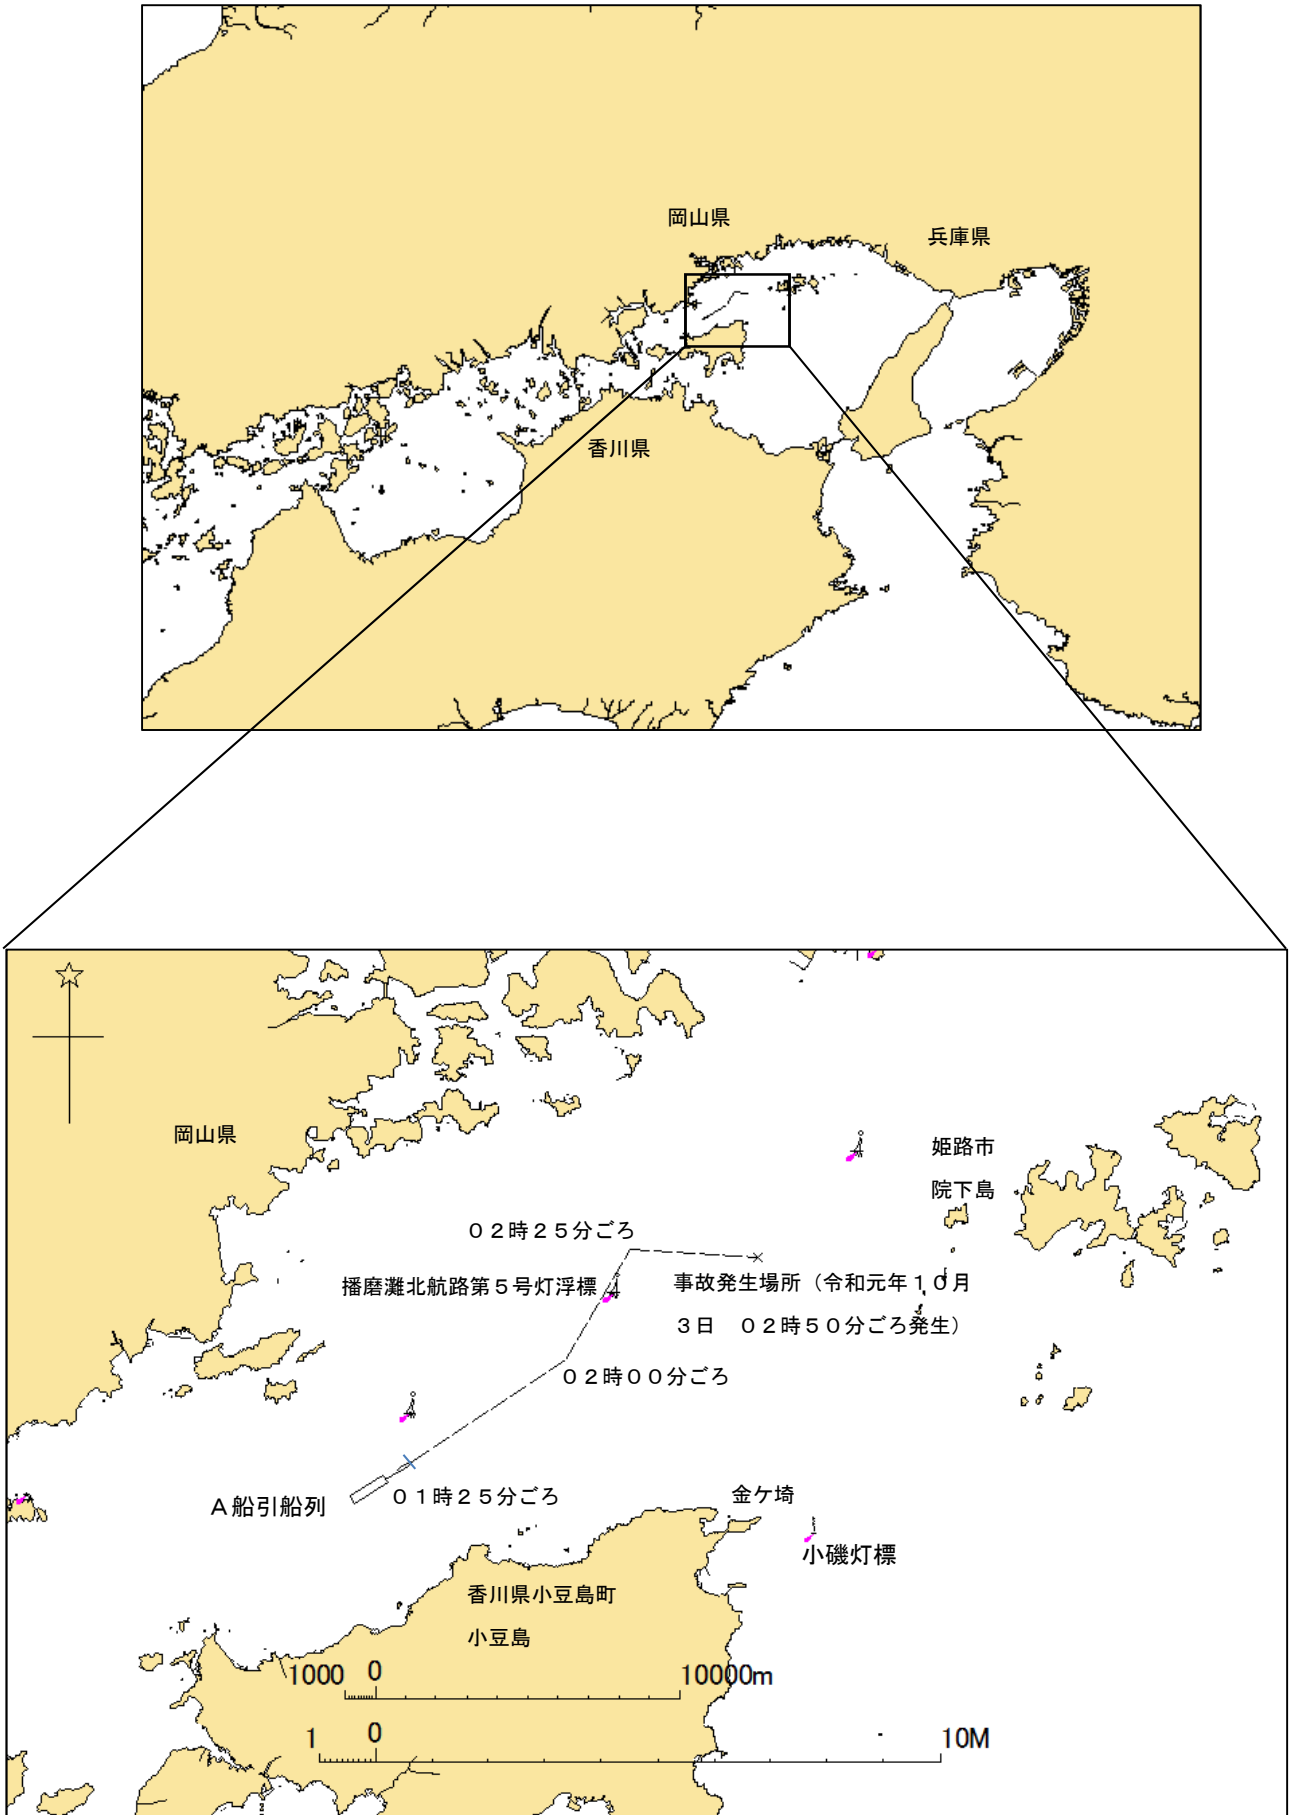 岡山県
兵庫県
香川県
岡山県
姫路市
院下島
０２時２５分ごろ
播磨灘北航路第５号灯浮標
事故発生場所（令和元年１０月
３日　０２時５０分ごろ発生）
０２時００分ごろ
０１時２５分ごろ
Ａ船引船列
金ケ埼
小磯灯標
香川県小豆島町
小豆島
1000 0 10000m
1 0 10M